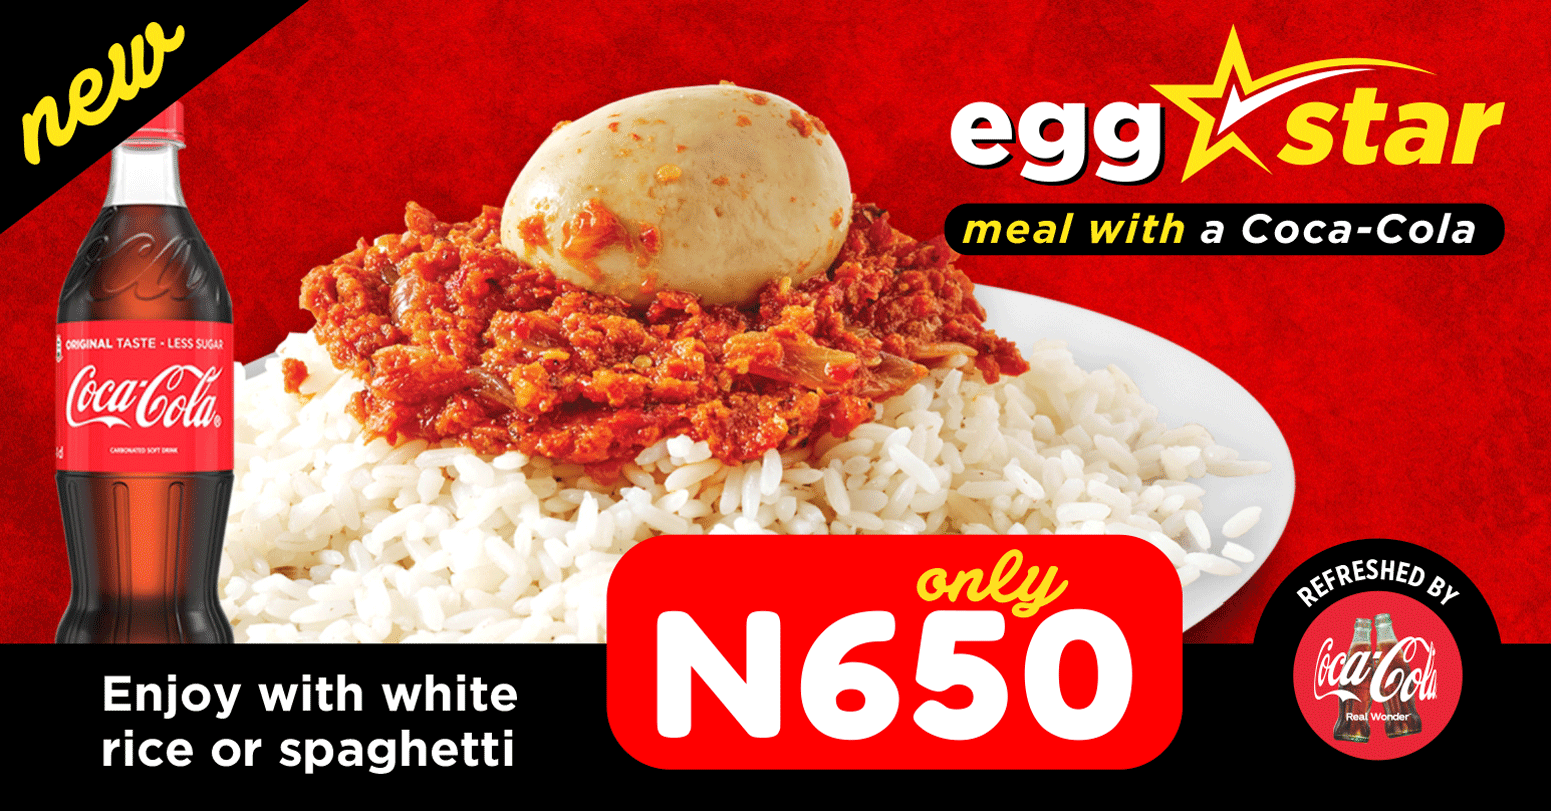 new
egg star
meal with a Coca-Cola
ORIGINAL TASTE - LESS SUGAR
Coca-Cola®
CARBONATED SOFT DRINK
only
N650
Enjoy with white
rice or spaghetti
REFRESHED BY
Coca-Cola
Real Wonder